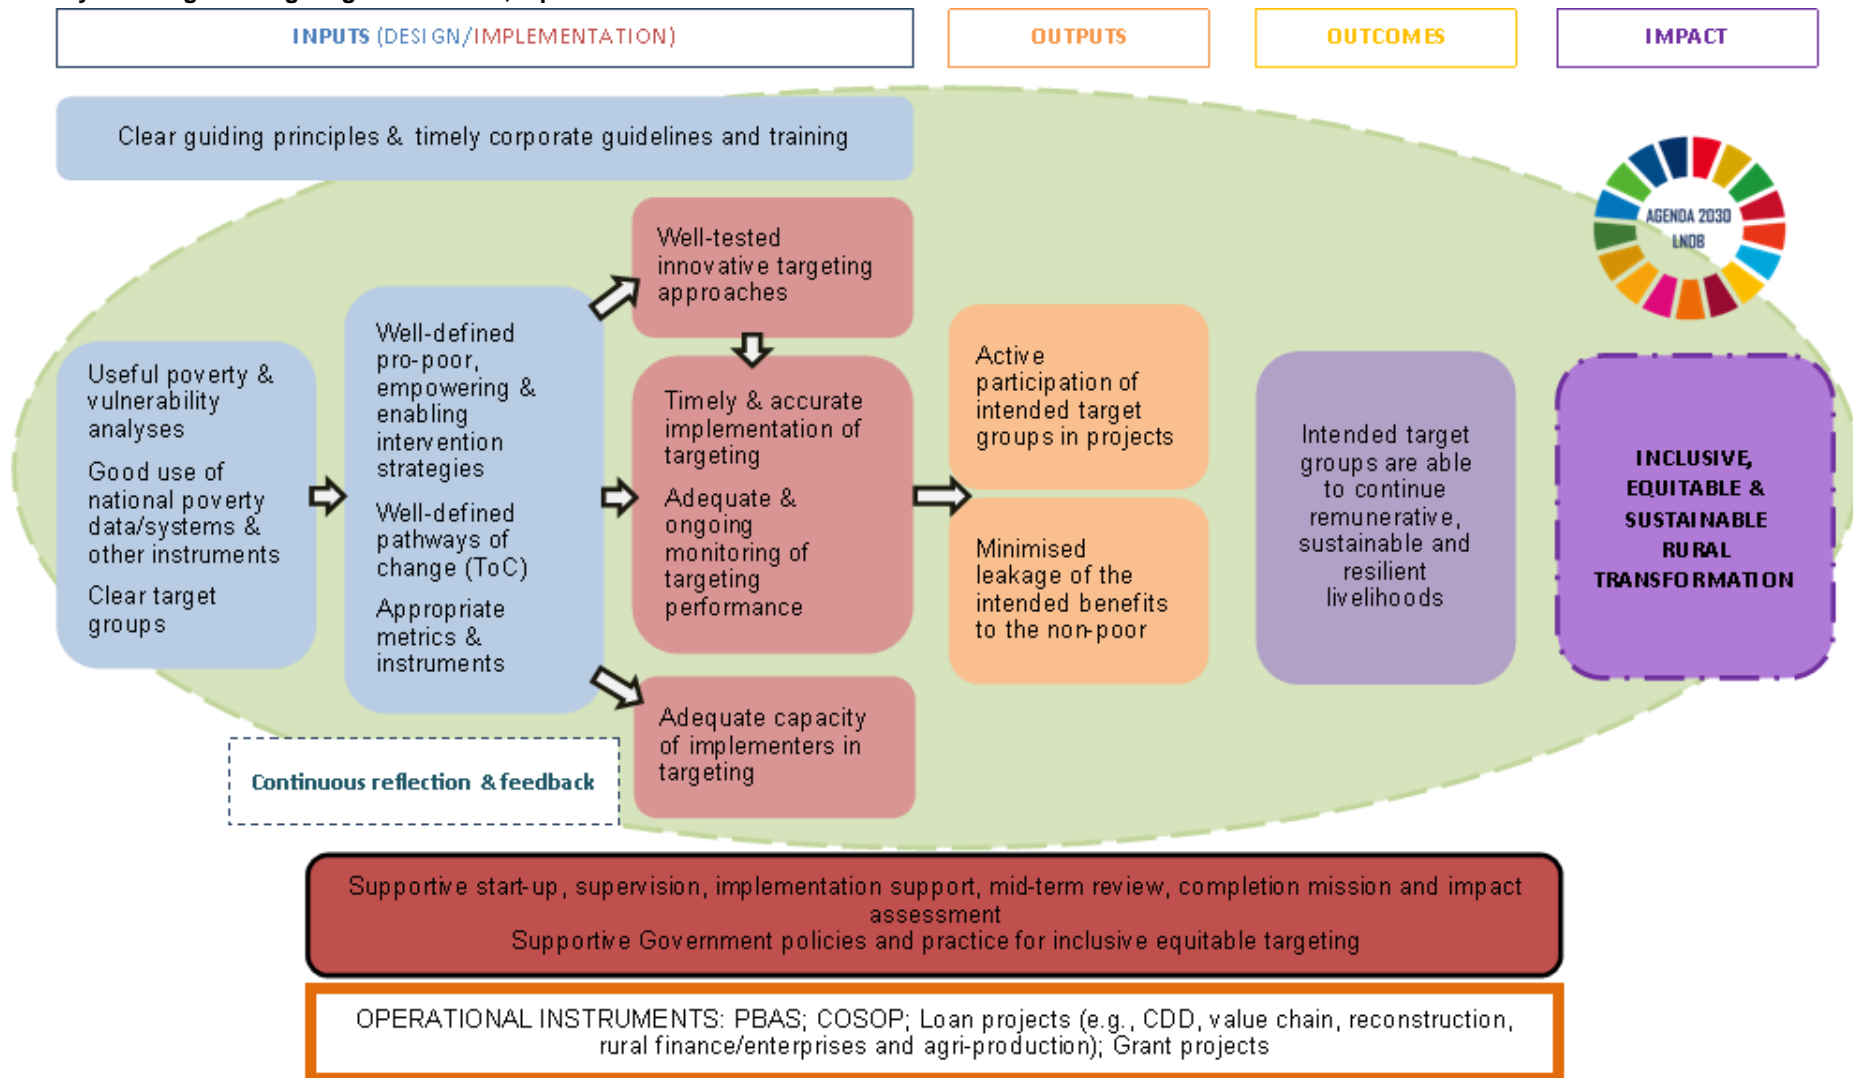 INPUTS (DESIGN/IMPLEMENTATION)
OUTPUTS
OUTCOMES
IMPACT
Clear guiding principles & timely corporate guidelines and training
AGENDA 2030
LNOB
Useful poverty &
vulnerability
analyses
Good use of
national poverty
data/systems &
other instruments
Clear target
groups
Well-defined
pro-poor,
empowering &
enabling
intervention
strategies
Well-defined
pathways of
change (ToC)
Appropriate
metrics &
instruments
Well-tested
innovative targeting
approaches
Timely & accurate
implementation of
targeting
Adequate &
ongoing
monitoring of
targeting
performance
Adequate capacity
of implementers in
targeting
Active
participation of
intended target
groups in projects
Minimised
leakage of the
intended benefits
to the non-poor
Intended target
groups are able
to continue
remunerative,
sustainable and
resilient
livelihoods
INCLUSIVE,
EQUITABLE &
SUSTAINABLE
RURAL
TRANSFORMATION
Continuous reflection & feedback
Supportive start-up, supervision, implementation support, mid-term review, completion mission and impact
assessment
Supportive Government policies and practice for inclusive equitable targeting
OPERATIONAL INSTRUMENTS: PBAS; COSOP; Loan projects (e.g., CDD, value chain, reconstruction,
rural finance/enterprises and agri-production); Grant projects